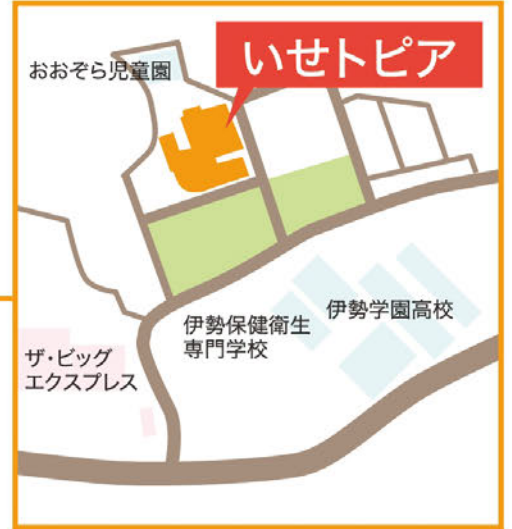 おおぞら児童園
いせトピア
伊勢学園高校
伊勢保健衛生
専門学校
ザ・ビッグ
エクスプレス